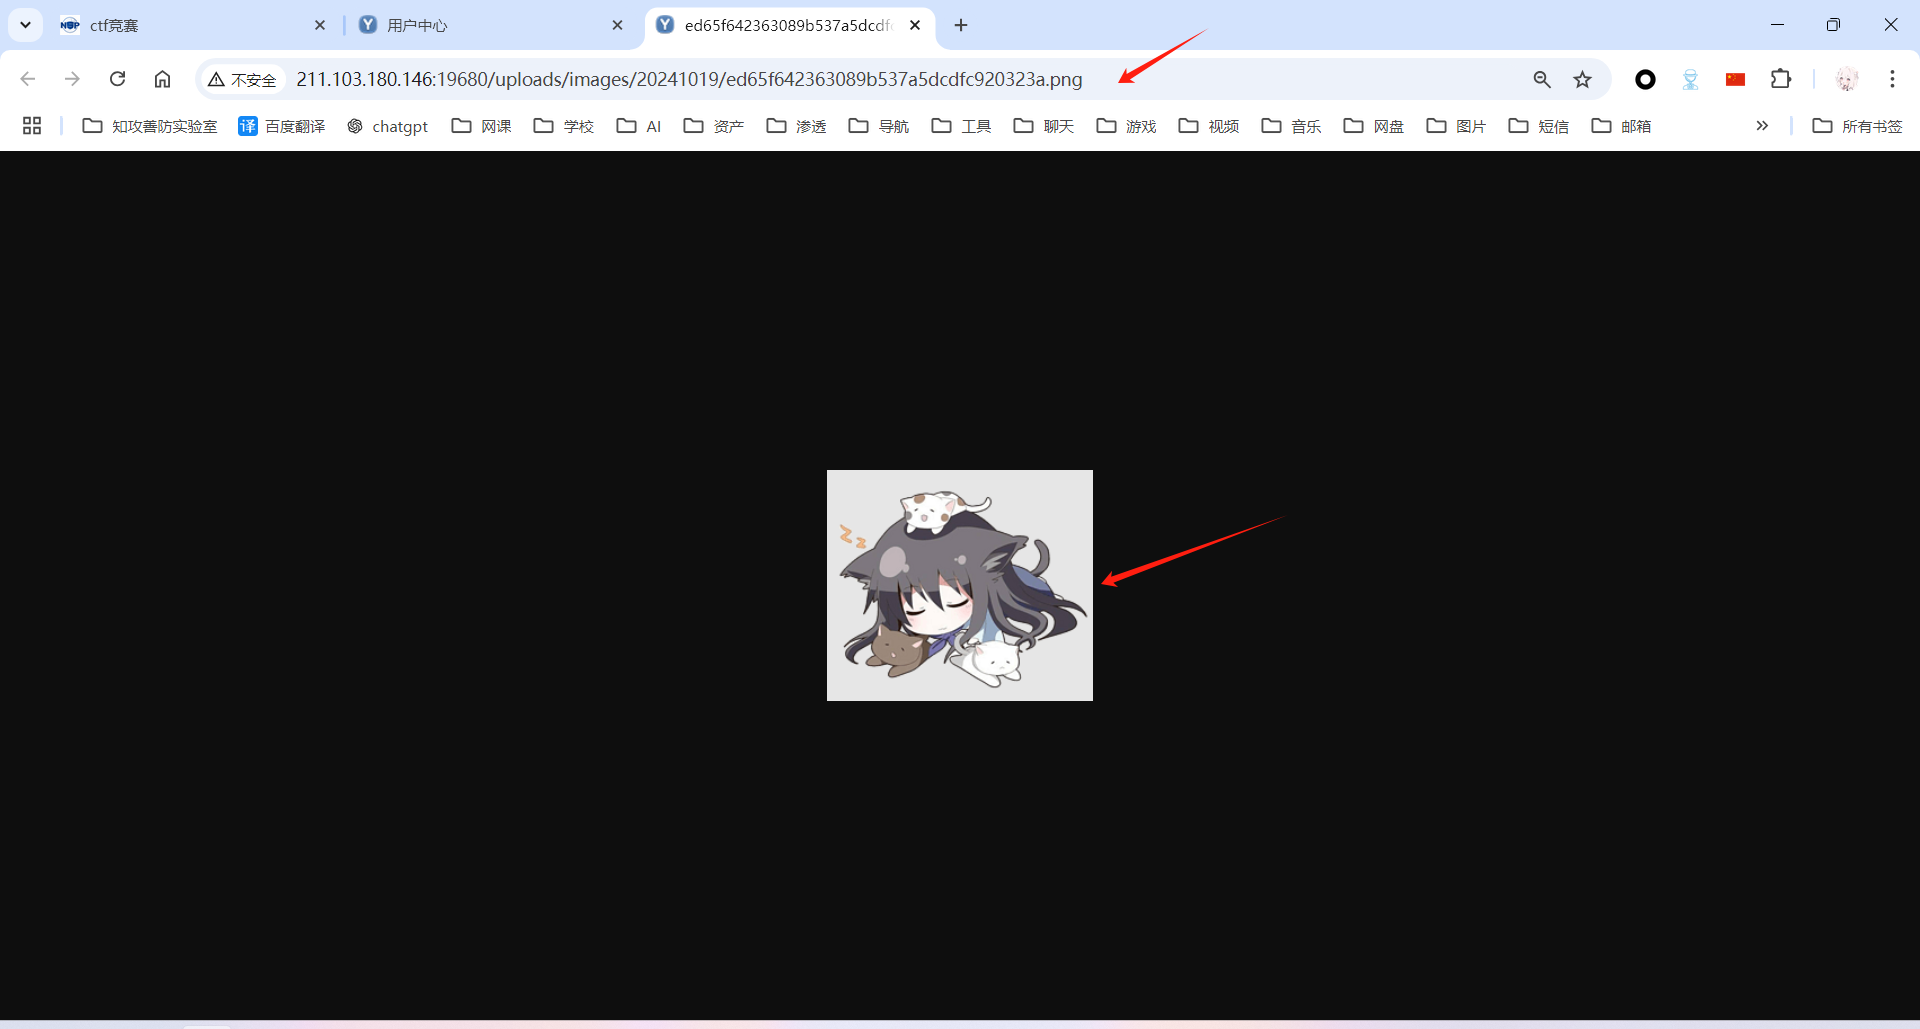 NOP ctf竞赛
Y 用户中心
Y ed65f642363089b537a5dcdf
不安全 211.103.180.146:19680/uploads/images/20241019/ed65f642363089b537a5dcdfc920323a.png
知攻善防实验室 译 百度翻译 chatgpt 网课 学校 AI 资产 渗透 导航 工具 聊天 游戏 视频 音乐 网盘 图片 短信 邮箱 » 所有书签
z z